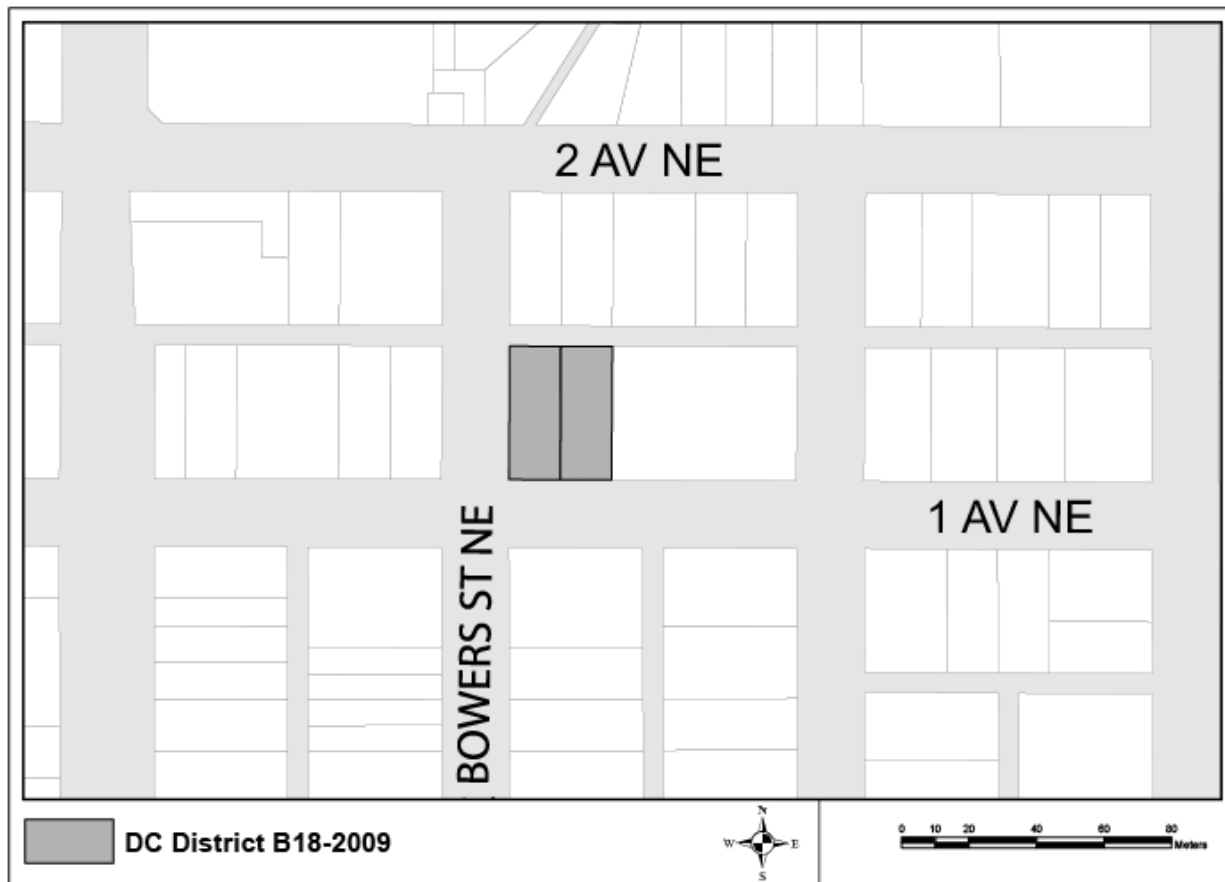 2 AV NE
1 AV NE
BOWERS ST NE
DC District B18-2009
N
W E
S
0 10 20 40 60 80
Meters